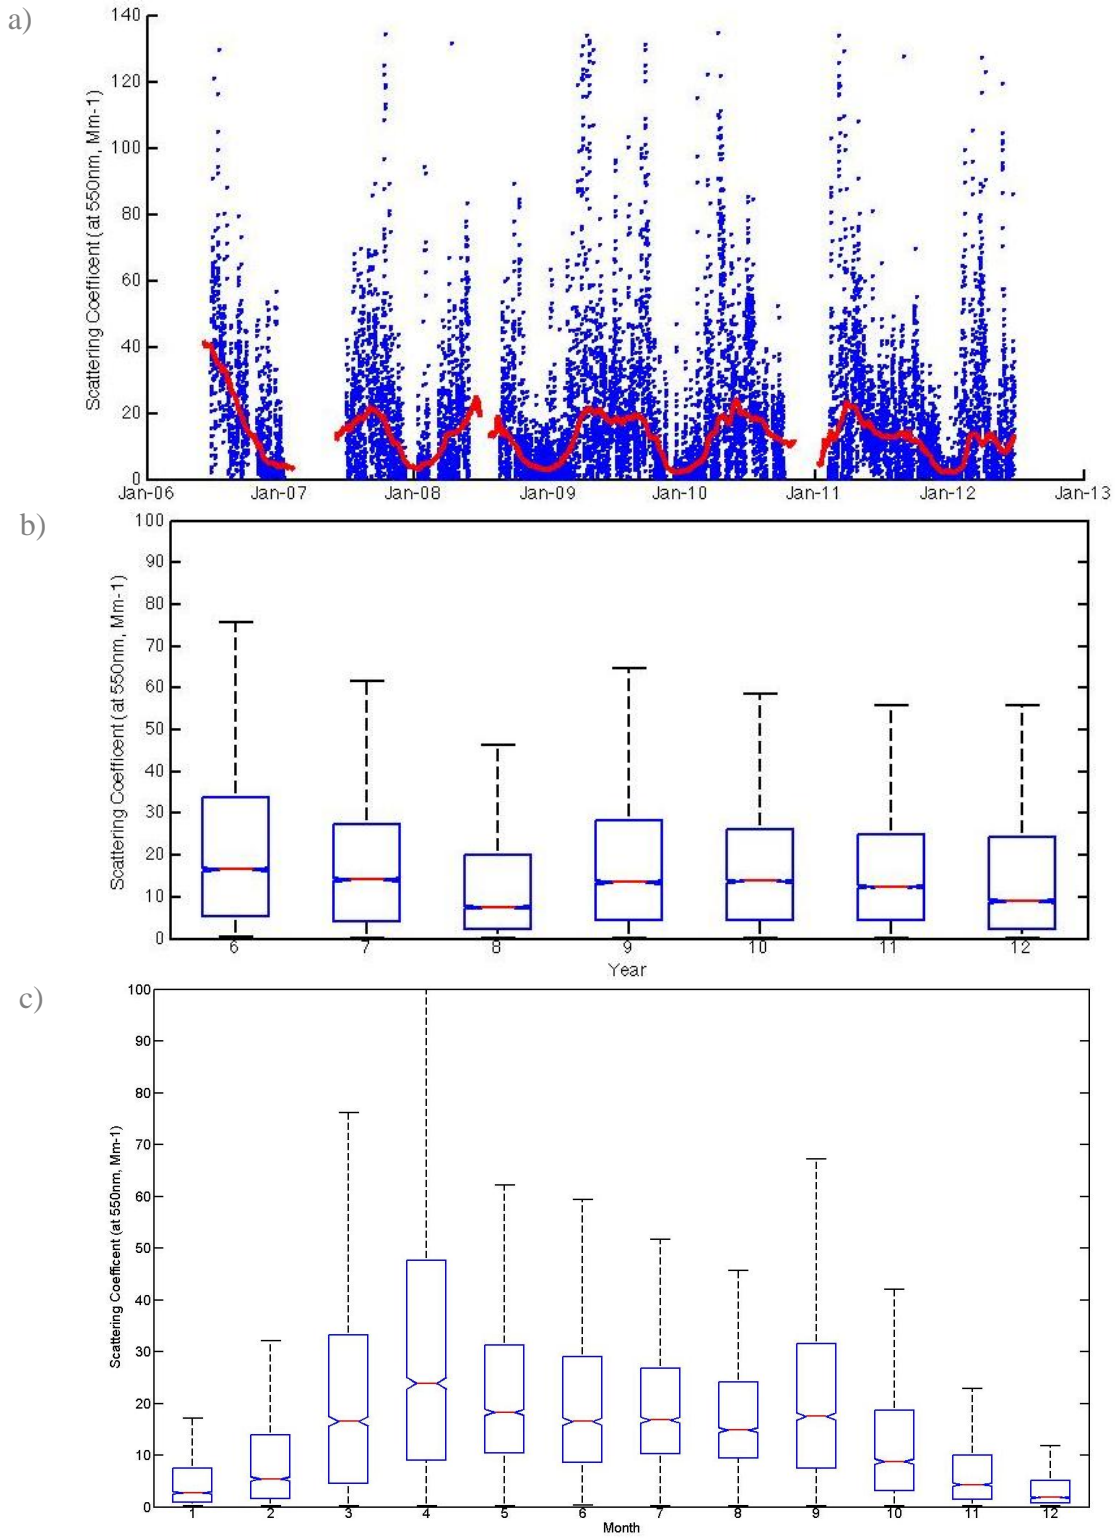 a)
140
120
100
80
60
40
20
0
Scattering Coefficent ( at 550nm, Mm-1)
Jan-06 Jan-07 Jan-08 Jan-09 Jan-10 Jan-11 Jan-12 Jan-13
b)
100
90
80
70
60
50
40
30
20
10
0
Scattering Coefficent ( at 550nm, Mm-1)
6 7 8 9 10 11 12
Year
c)
100
90
80
70
60
50
40
30
20
10
0
Scattering Coefficent (at 550nm, Mm-1)
1 2 3 4 5 6 7 8 9 10 11 12
Month